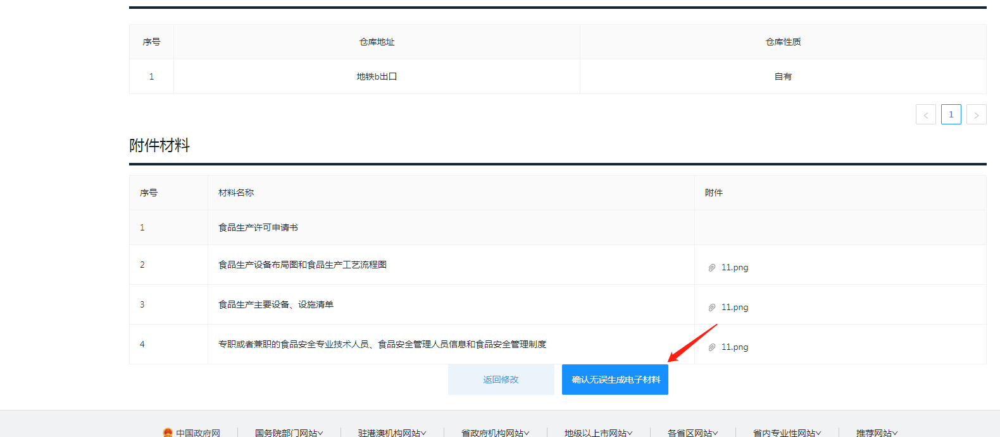 序号 仓库地址 仓库性质
1 地铁b出口 自有
< 1 >
附件材料
序号 材料名称 附件
1 食品生产许可申请书
2 食品生产设备布局图和食品生产工艺流程图 11.png
3 食品生产主要设备、设施清单 11.png
4 专职或者兼职的食品安全专业技术人员、食品安全管理人员信息和食品安全管理制度 11.png
返回修改 确认无误生成电子材料
中国政府网 国务院部门网站 驻港澳机构网站 省政府机构网站 地级以上市网站 各省区网站 省内专业性网站 推荐网站